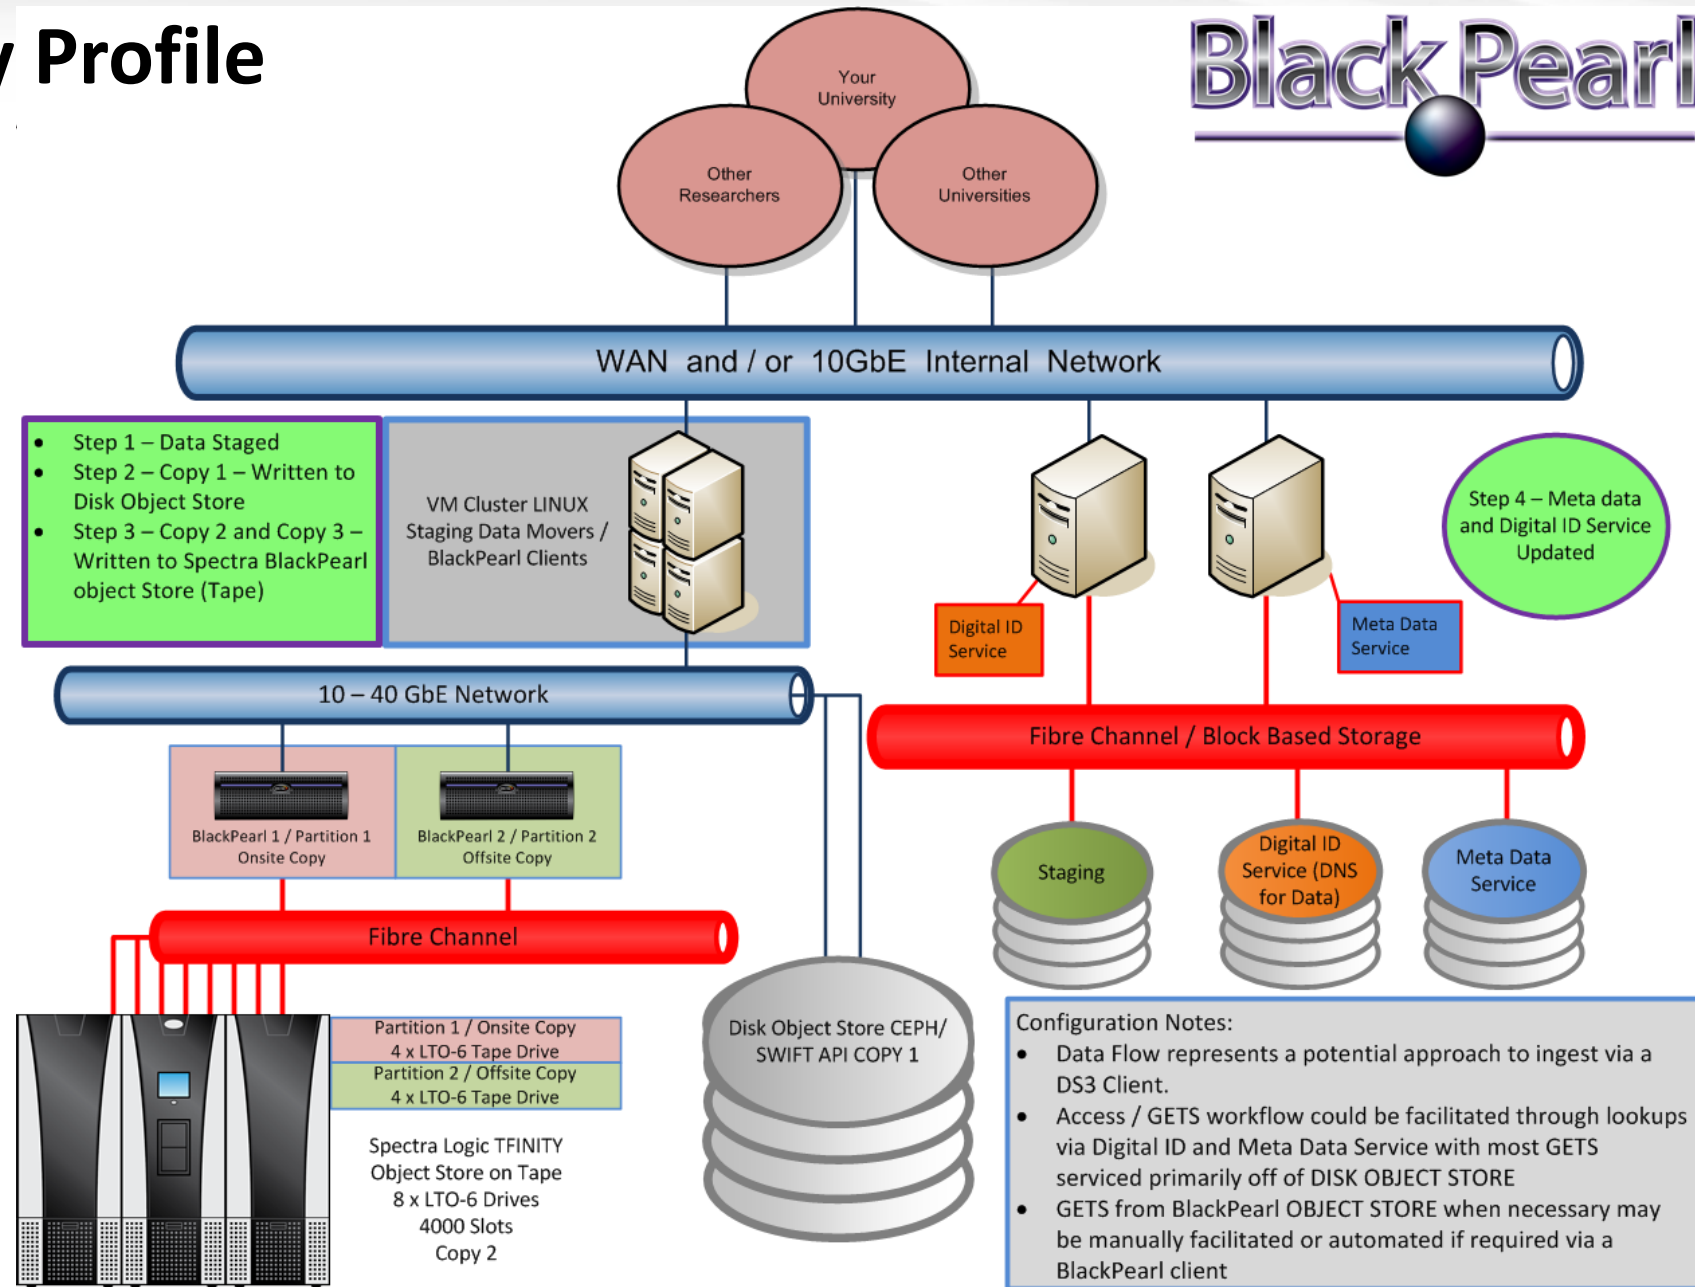 y Profile
Black Pearl
Your
University
Other
Researchers
Other
Universities
WAN and / or 10GbE Internal Network
• Step 1 – Data Staged
• Step 2 – Copy 1 – Written to
Disk Object Store
• Step 3 – Copy 2 and Copy 3 –
Written to Spectra BlackPearl
object Store (Tape)
VM Cluster LINUX
Staging Data Movers /
BlackPearl Clients
Digital ID
Service
Meta Data
Service
Step 4 – Meta data
and Digital ID Service
Updated
10 – 40 GbE Network
Fibre Channel / Block Based Storage
BlackPearl 1 / Partition 1
Onsite Copy
BlackPearl 2 / Partition 2
Offsite Copy
Staging
Digital ID
Service (DNS
for Data)
Meta Data
Service
Fibre Channel
Partition 1 / Onsite Copy
4 x LTO-6 Tape Drive
Partition 2 / Offsite Copy
4 x LTO-6 Tape Drive
Spectra Logic TFINITY
Object Store on Tape
8 x LTO-6 Drives
4000 Slots
Copy 2
Disk Object Store CEPH/
SWIFT API COPY 1
Configuration Notes:
• Data Flow represents a potential approach to ingest via a
DS3 Client.
• Access / GETS workflow could be facilitated through lookups
via Digital ID and Meta Data Service with most GETS
serviced primarily off of DISK OBJECT STORE
• GETS from BlackPearl OBJECT STORE when necessary may
be manually facilitated or automated if required via a
BlackPearl client